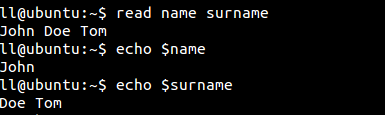 ll@ubuntu:~$ read name surname
John Doe Tom
ll@ubuntu:~$ echo $name
John
ll@ubuntu:~$ echo $surname
Doe Tom